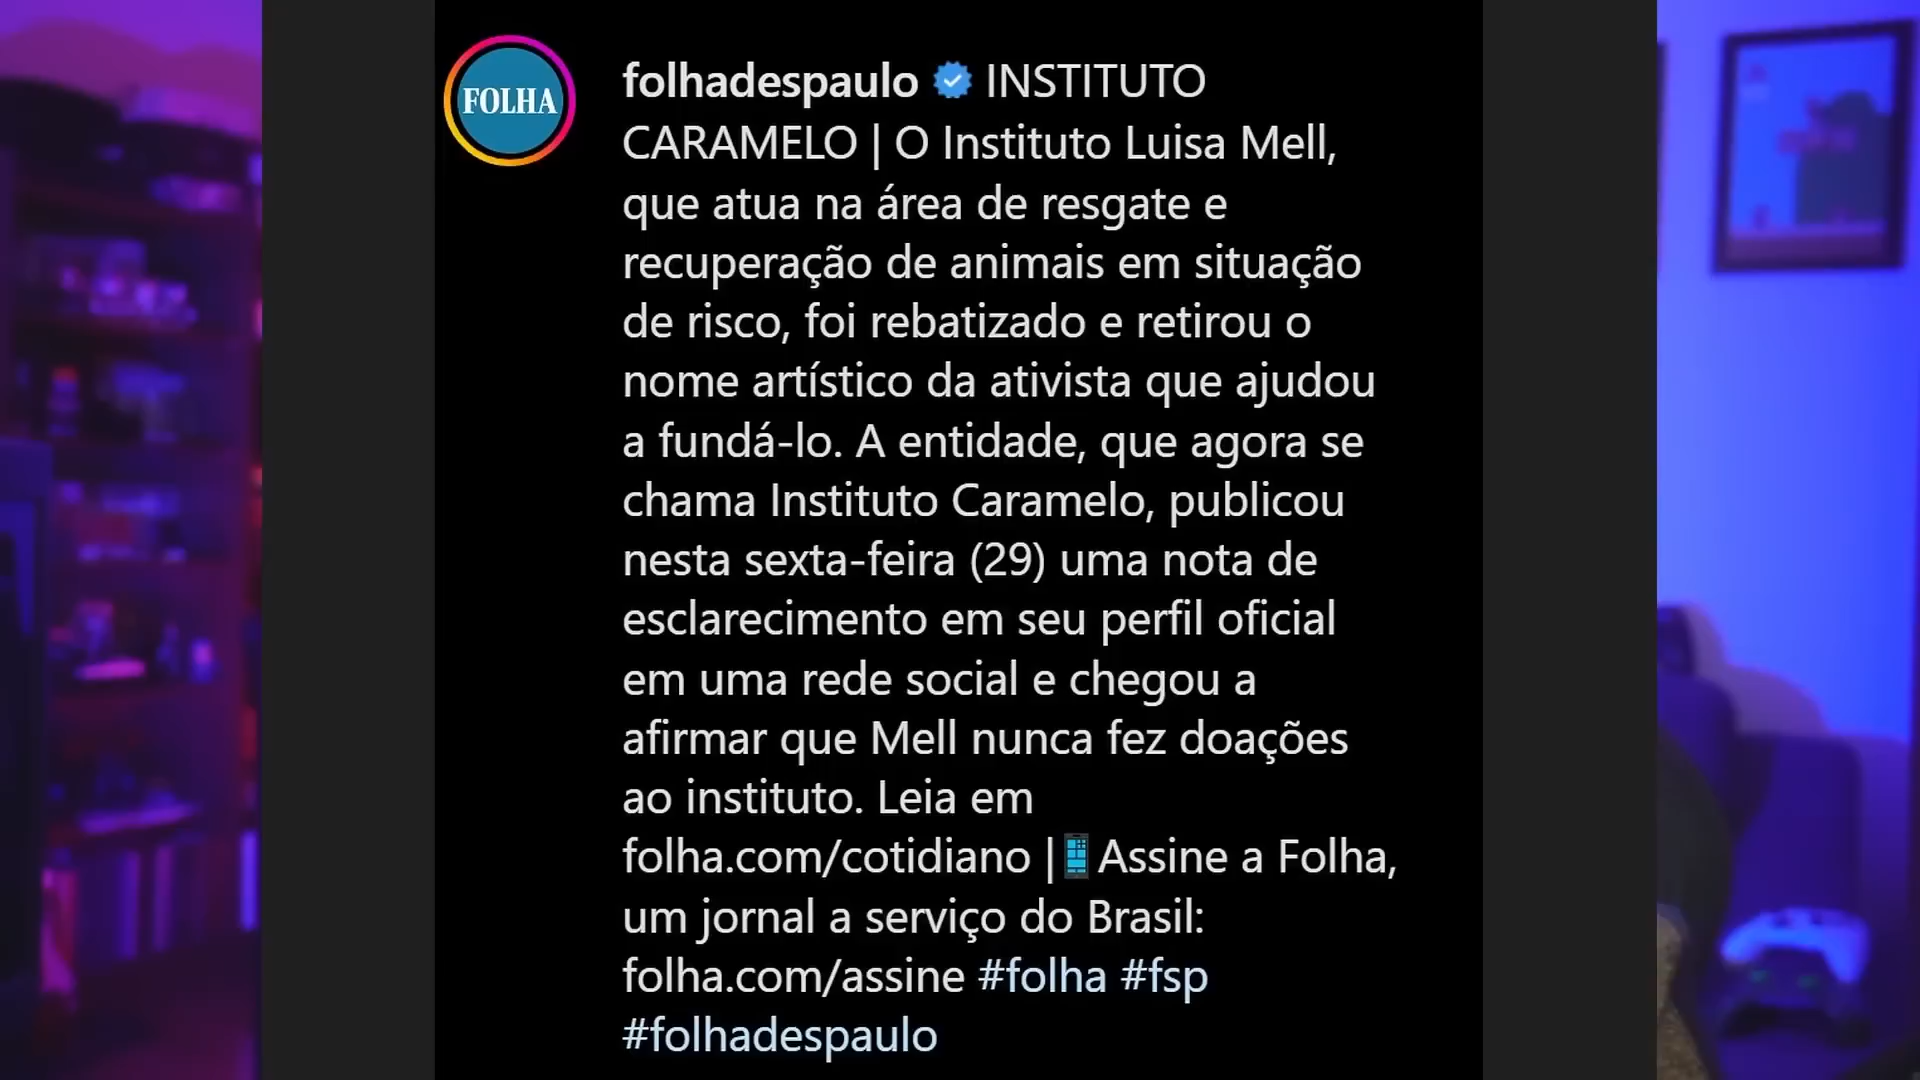 FOLHA
folhadespaulo INSTITUTO
CARAMELO | O Instituto Luisa Mell,
que atua na área de resgate e
recuperação de animais em situação
de risco, foi rebatizado e retirou o
nome artístico da ativista que ajudou
a fundá-lo. A entidade, que agora se
chama Instituto Caramelo, publicou
nesta sexta-feira (29) uma nota de
esclarecimento em seu perfil oficial
em uma rede social e chegou a
afirmar que Mell nunca fez doações
ao instituto. Leia em
folha.com/cotidiano |📱Assine a Folha,
um jornal a serviço do Brasil:
folha.com/assine #folha #fsp
#folhadespaulo